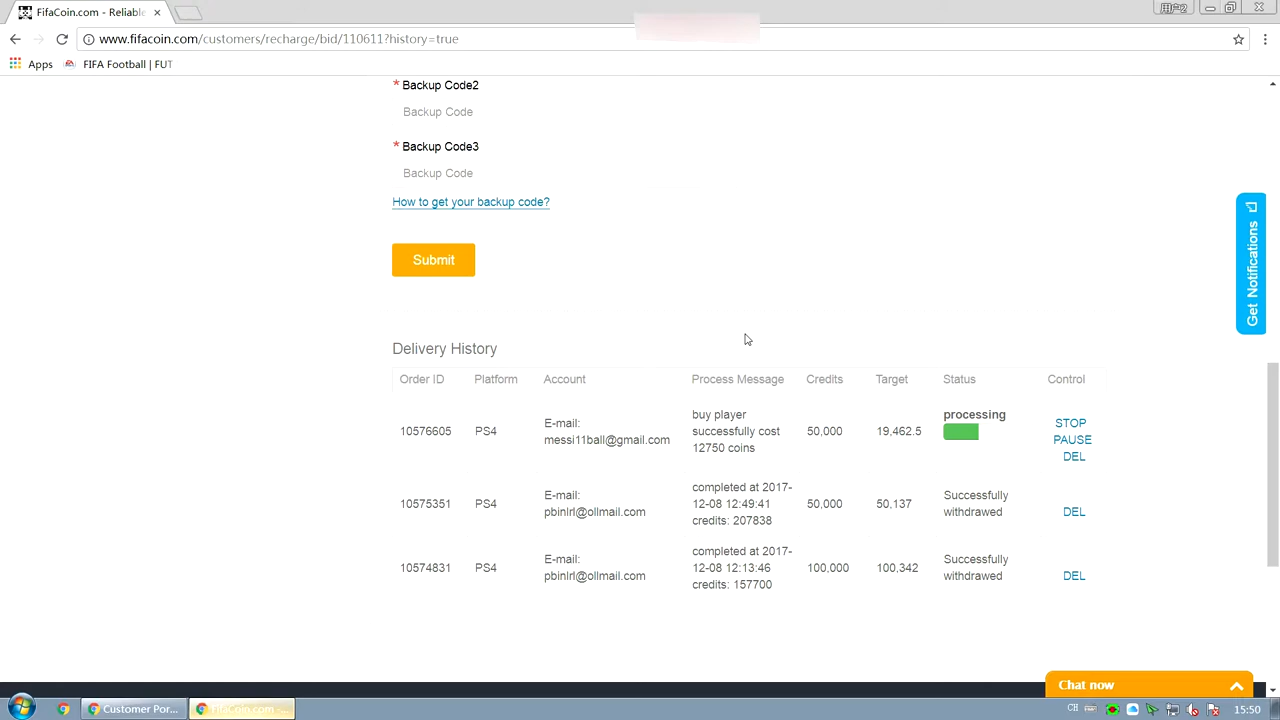 FifaCoin.com - Reliable
www.fifacoin.com/customers/recharge/bid/110611?history=true
Apps FIFA Football | FUT
* Backup Code2
Backup Code
* Backup Code3
Backup Code
How to get your backup code?
Submit
Get Notifications
Delivery History
Order ID Platform Account Process Message Credits Target Status Control
10576605 PS4 E-mail: messi11ball@gmail.com buy player successfully cost 12750 coins 50,000 19,462.5 processing STOP PAUSE DEL
10575351 PS4 E-mail: pbinlrl@ollmail.com completed at 2017-12-08 12:49:41 credits: 207838 50,000 50,137 Successfully withdrawed DEL
10574831 PS4 E-mail: pbinlrl@ollmail.com completed at 2017-12-08 12:13:46 credits: 157700 100,000 100,342 Successfully withdrawed DEL
Chat now
Customer Por... FifaCoin.com -... CH 15:50